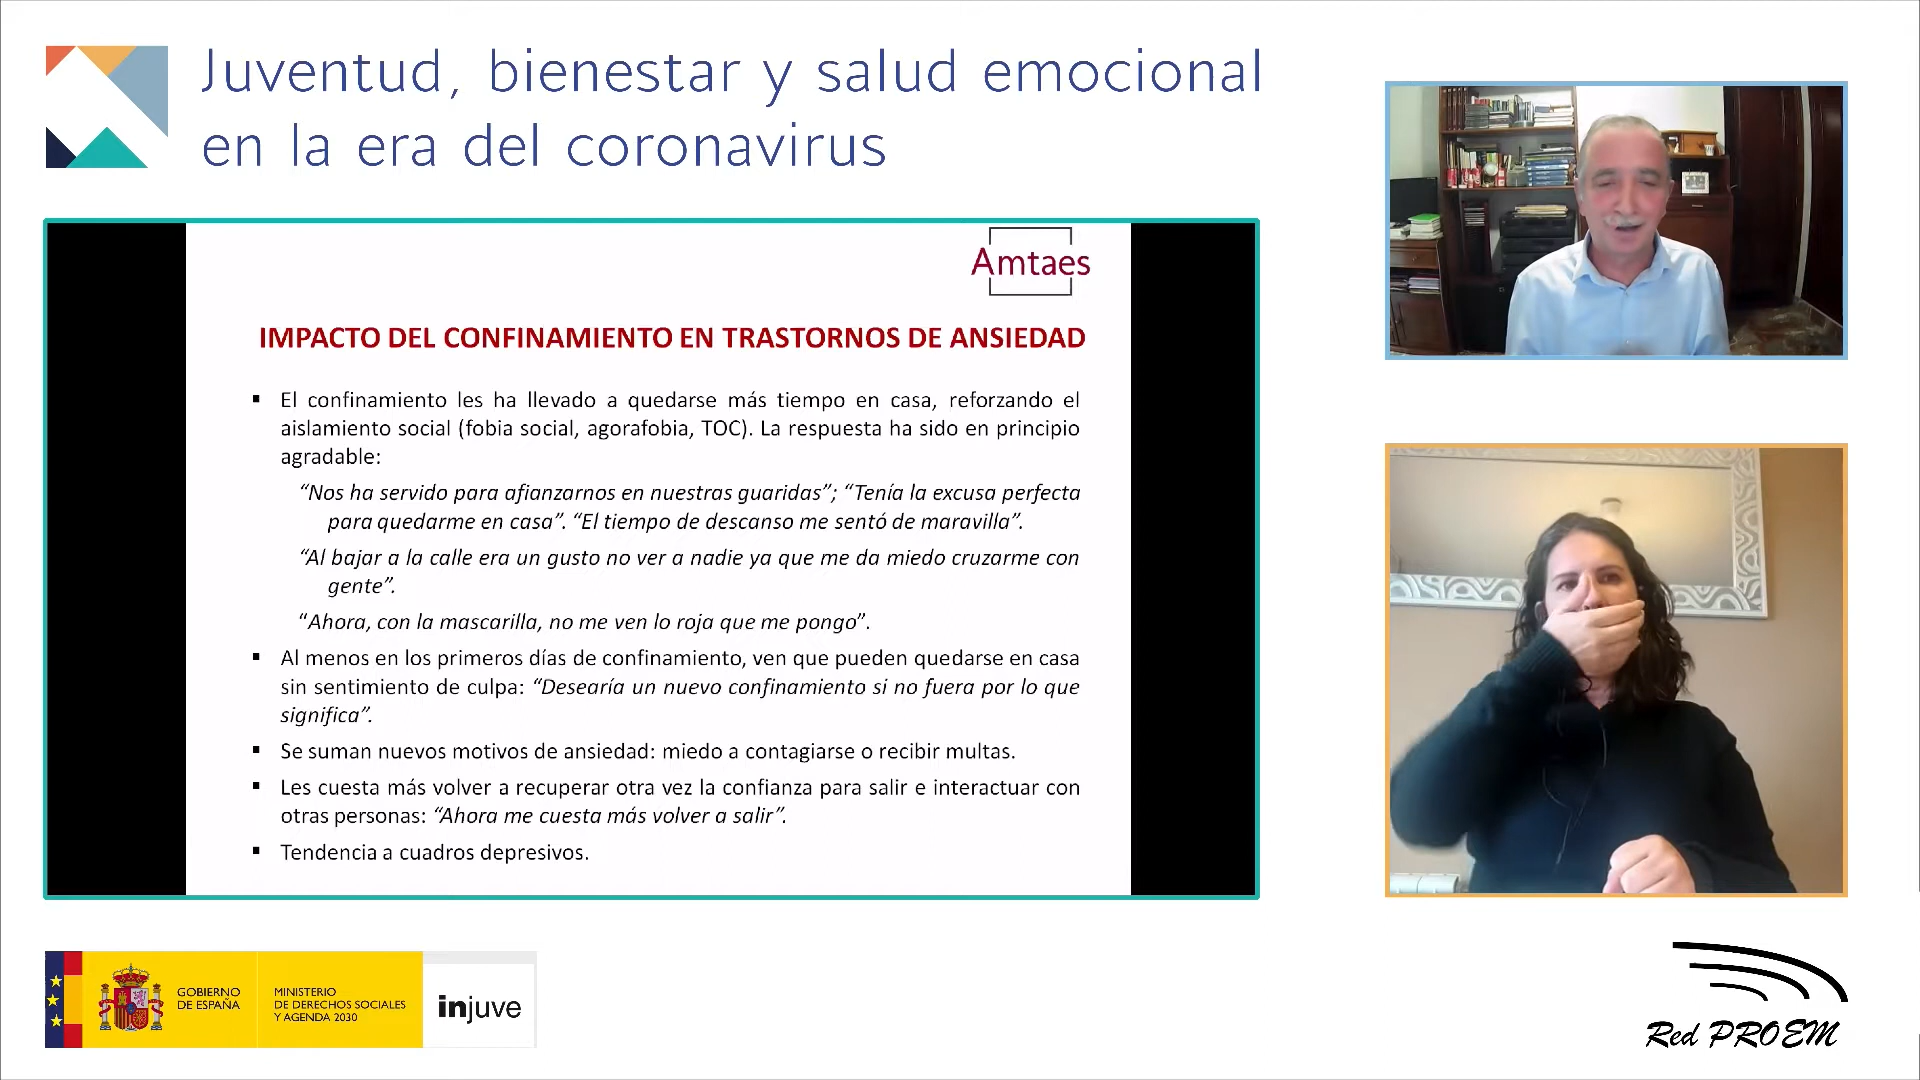 Juventud, bienestar y salud emocional
en la era del coronavirus
Amtaes
IMPACTO DEL CONFINAMIENTO EN TRASTORNOS DE ANSIEDAD
▪ El confinamiento les ha llevado a quedarse más tiempo en casa, reforzando el
aislamiento social (fobia social, agorafobia, TOC). La respuesta ha sido en principio
agradable:
“Nos ha servido para afianzarnos en nuestras guaridas”; “Tenía la excusa perfecta
para quedarme en casa”. “El tiempo de descanso me sentó de maravilla”.
“Al bajar a la calle era un gusto no ver a nadie ya que me da miedo cruzarme con
gente”.
“Ahora, con la mascarilla, no me ven lo roja que me pongo”.
▪ Al menos en los primeros días de confinamiento, ven que pueden quedarse en casa
sin sentimiento de culpa: “Desearía un nuevo confinamiento si no fuera por lo que
significa”.
▪ Se suman nuevos motivos de ansiedad: miedo a contagiarse o recibir multas.
▪ Les cuesta más volver a recuperar otra vez la confianza para salir e interactuar con
otras personas: “Ahora me cuesta más volver a salir”.
▪ Tendencia a cuadros depresivos.
GOBIERNO
DE ESPAÑA
MINISTERIO
DE DERECHOS SOCIALES
Y AGENDA 2030
injuve
Red PROEM